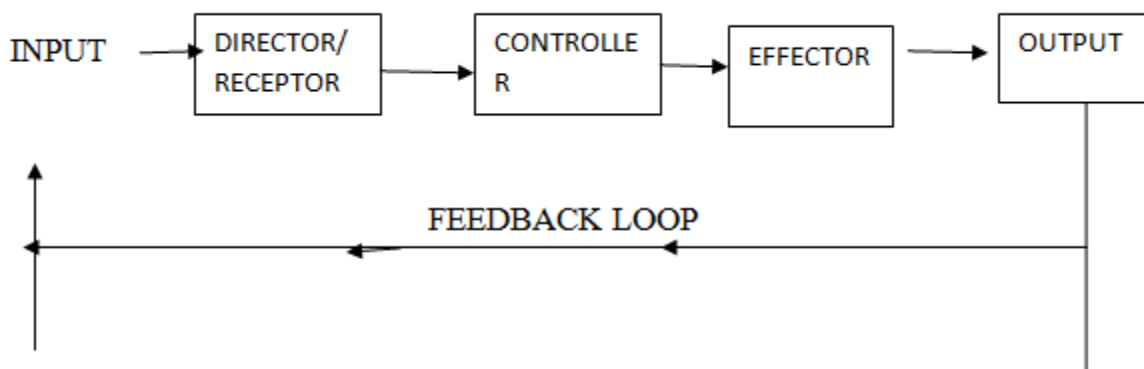 INPUT
DIRECTOR/
RECEPTOR
CONTROLLE
R
EFFECTOR
OUTPUT
FEEDBACK LOOP